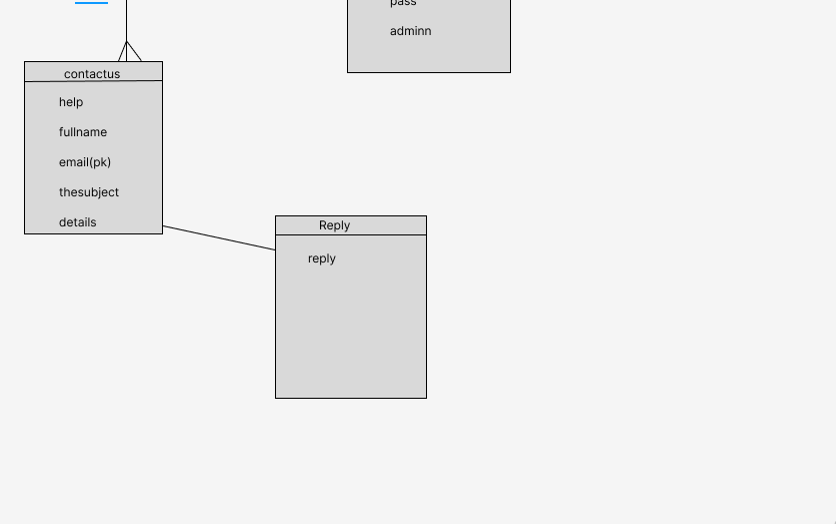 pass
adminn
contactus
help
fullname
email(pk)
thesubject
details
Reply
reply